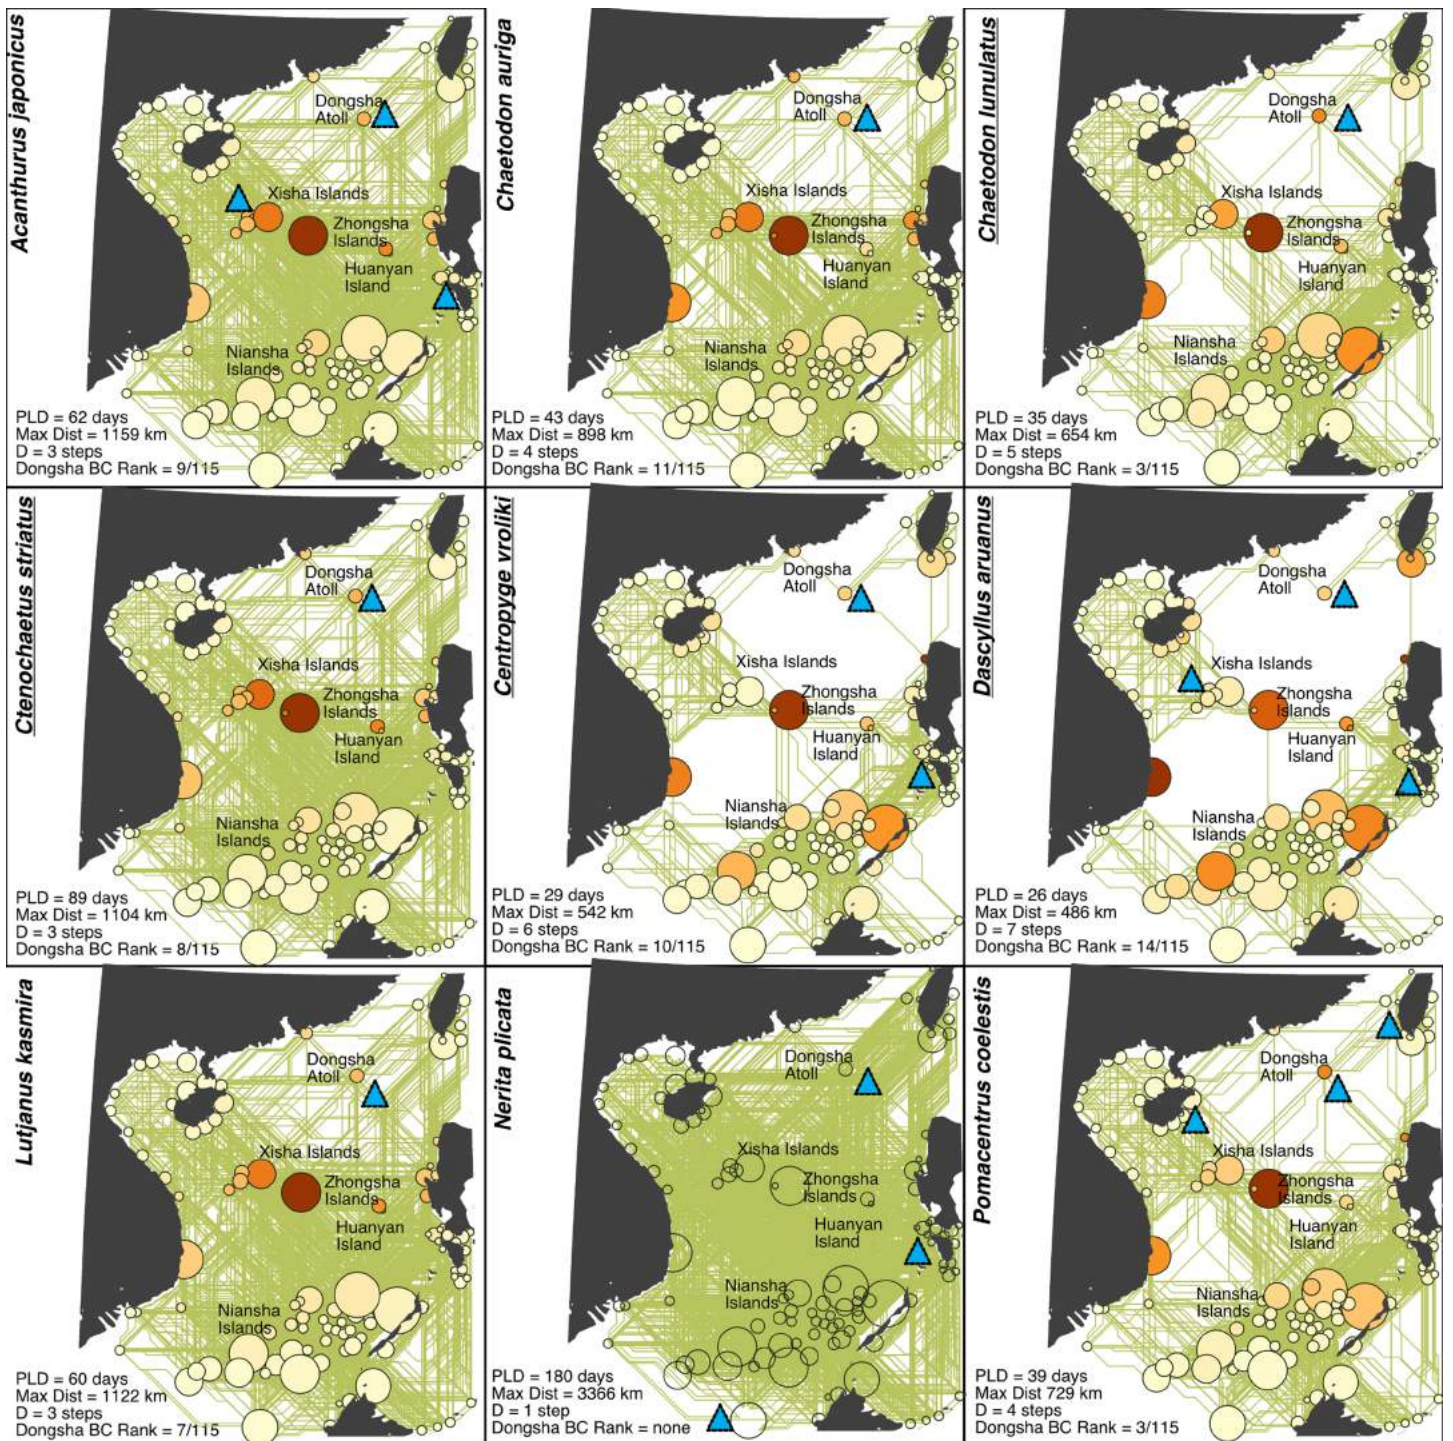 Acanthurus japonicus
Dongsha
Atoll
Xisha Islands
Zhongsha
Islands
Huanyan
Island
Niansha
Islands
PLD = 62 days
Max Dist = 1159 km
D = 3 steps
Dongsha BC Rank = 9/115
Chaetodon auriga
Dongsha
Atoll
Xisha Islands
Zhongsha
Islands
Huanyan
Island
Niansha
Islands
PLD = 43 days
Max Dist = 898 km
D = 4 steps
Dongsha BC Rank = 11/115
Chaetodon lunulatus
Dongsha
Atoll
Xisha Islands
Zhongsha
Islands
Huanyan
Island
Niansha
Islands
PLD = 35 days
Max Dist = 654 km
D = 5 steps
Dongsha BC Rank = 3/115
Ctenochaetus striatus
Dongsha
Atoll
Xisha Islands
Zhongsha
Islands
Huanyan
Island
Niansha
Islands
PLD = 89 days
Max Dist = 1104 km
D = 3 steps
Dongsha BC Rank = 8/115
Centropyge vroliki
Dongsha
Atoll
Xisha Islands
Zhongsha
Islands
Huanyan
Island
Niansha
Islands
PLD = 29 days
Max Dist = 542 km
D = 6 steps
Dongsha BC Rank = 10/115
Dascyllus aruanus
Dongsha
Atoll
Xisha Islands
Zhongsha
Islands
Huanyan
Island
Niansha
Islands
PLD = 26 days
Max Dist = 486 km
D = 7 steps
Dongsha BC Rank = 14/115
Lutjanus kasmira
Dongsha
Atoll
Xisha Islands
Zhongsha
Islands
Huanyan
Island
Niansha
Islands
PLD = 60 days
Max Dist = 1122 km
D = 3 steps
Dongsha BC Rank = 7/115
Nerita plicata
Dongsha
Atoll
Xisha Islands
Zhongsha
Islands
Huanyan
Island
Niansha
Islands
PLD = 180 days
Max Dist = 3366 km
D = 1 step
Dongsha BC Rank = none
Pomacentrus coelestis
Dongsha
Atoll
Xisha Islands
Zhongsha
Islands
Huanyan
Island
Niansha
Islands
PLD = 39 days
Max Dist 729 km
D = 4 steps
Dongsha BC Rank = 3/115